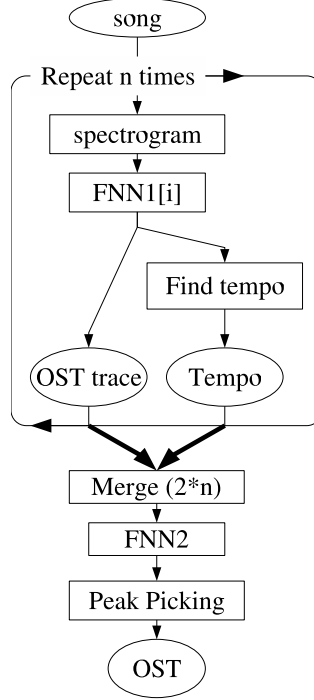 song
Repeat n times
spectrogram
FNN1[i]
Find tempo
OST trace
Tempo
Merge (2*n)
FNN2
Peak Picking
OST